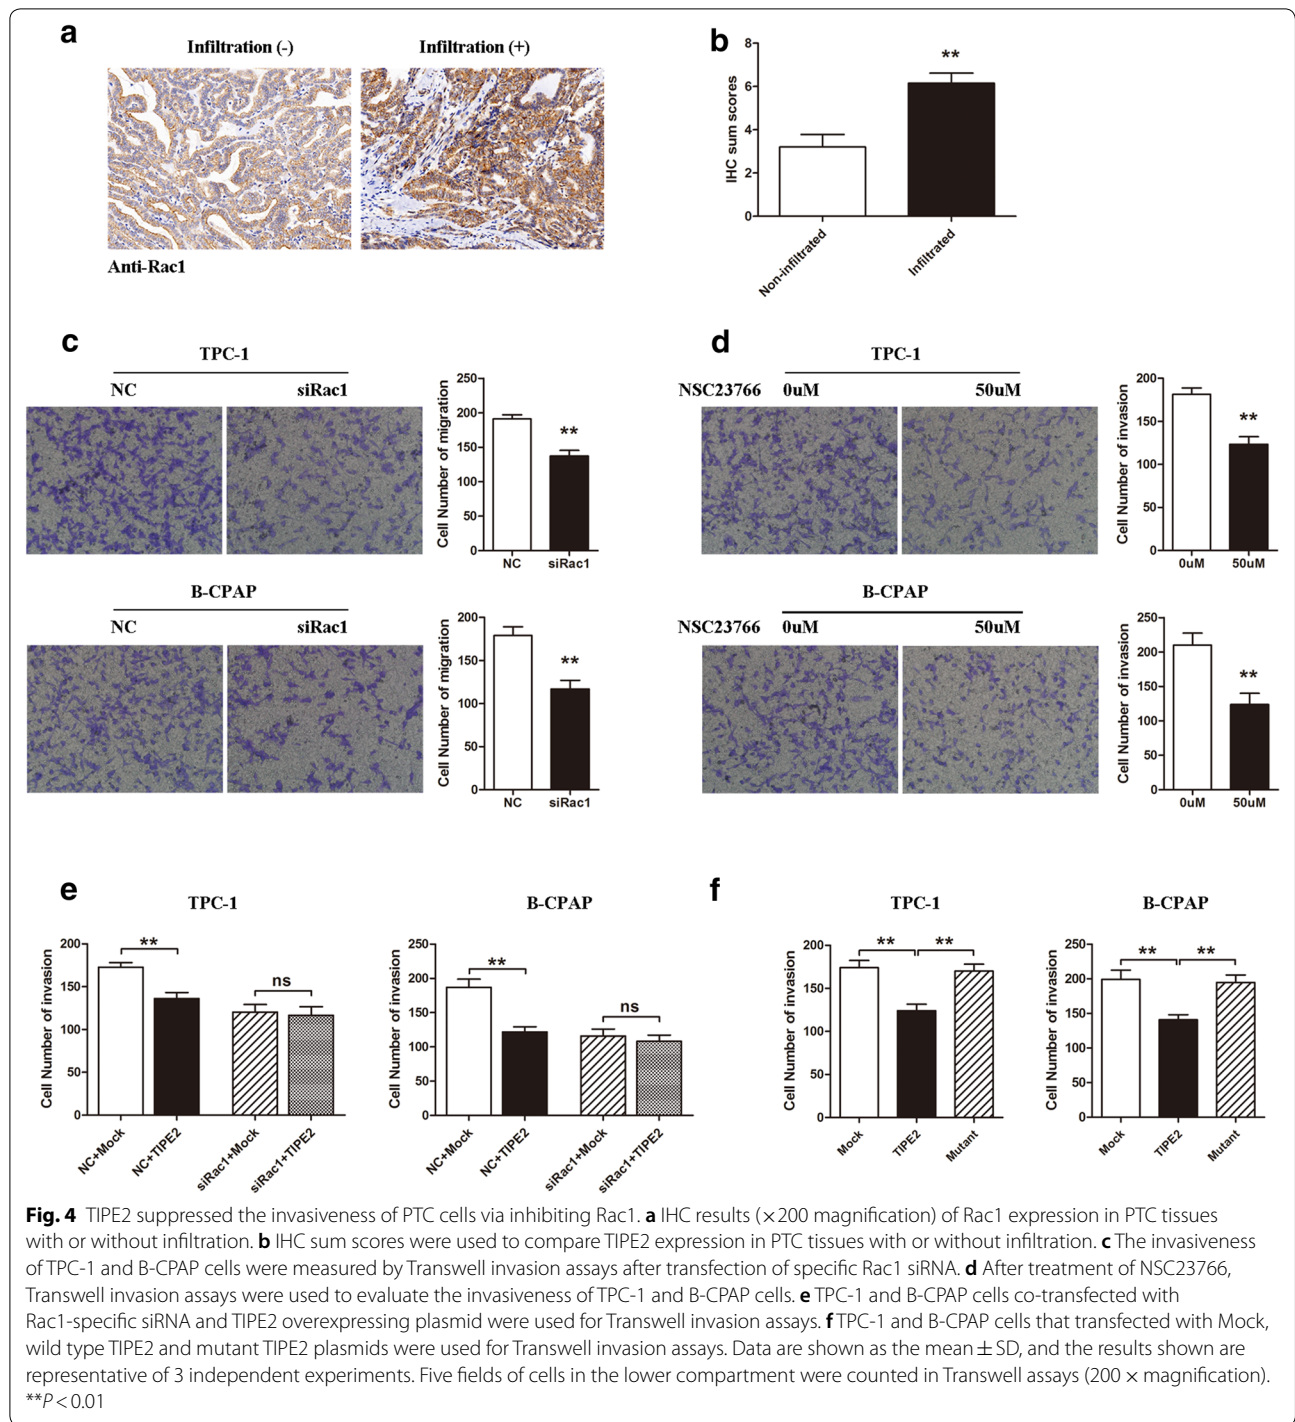 a
Infiltration (-)
Infiltration (+)
Anti-Rac1
b
**
8
6
4
2
0
IHC sum scores
Non-infiltrated
Infiltrated
c
TPC-1
NC
siRac1
250
200
150
100
50
0
Cell Number of migration
**
NC
siRac1
B-CPAP
NC
siRac1
200
150
100
50
0
Cell Number of migration
**
NC
siRac1
d
TPC-1
NSC23766
0uM
50uM
200
150
100
50
0
Cell Number of invasion
**
0uM
50uM
B-CPAP
NSC23766
0uM
50uM
250
200
150
100
50
0
Cell Number of invasion
**
0uM
50uM
e
TPC-1
200
150
100
50
0
Cell Number of invasion
**
ns
NC+Mock
NC+TIPE2
siRac1+Mock
siRac1+TIPE2
B-CPAP
250
200
150
100
50
0
Cell Number of invasion
**
ns
NC+Mock
NC+TIPE2
siRac1+Mock
siRac1+TIPE2
f
TPC-1
200
150
100
50
0
Cell Number of invasion
**
**
Mock
TIPE2
Mutant
B-CPAP
250
200
150
100
50
0
Cell Number of invasion
**
**
Mock
TIPE2
Mutant
Fig. 4 TIPE2 suppressed the invasiveness of PTC cells via inhibiting Rac1. a IHC results (×200 magnification) of Rac1 expression in PTC tissues
with or without infiltration. b IHC sum scores were used to compare TIPE2 expression in PTC tissues with or without infiltration. c The invasiveness
of TPC-1 and B-CPAP cells were measured by Transwell invasion assays after transfection of specific Rac1 siRNA. d After treatment of NSC23766,
Transwell invasion assays were used to evaluate the invasiveness of TPC-1 and B-CPAP cells. e TPC-1 and B-CPAP cells co-transfected with
Rac1-specific siRNA and TIPE2 overexpressing plasmid were used for Transwell invasion assays. f TPC-1 and B-CPAP cells that transfected with Mock,
wild type TIPE2 and mutant TIPE2 plasmids were used for Transwell invasion assays. Data are shown as the mean ± SD, and the results shown are
representative of 3 independent experiments. Five fields of cells in the lower compartment were counted in Transwell assays (200 × magnification).
**P < 0.01